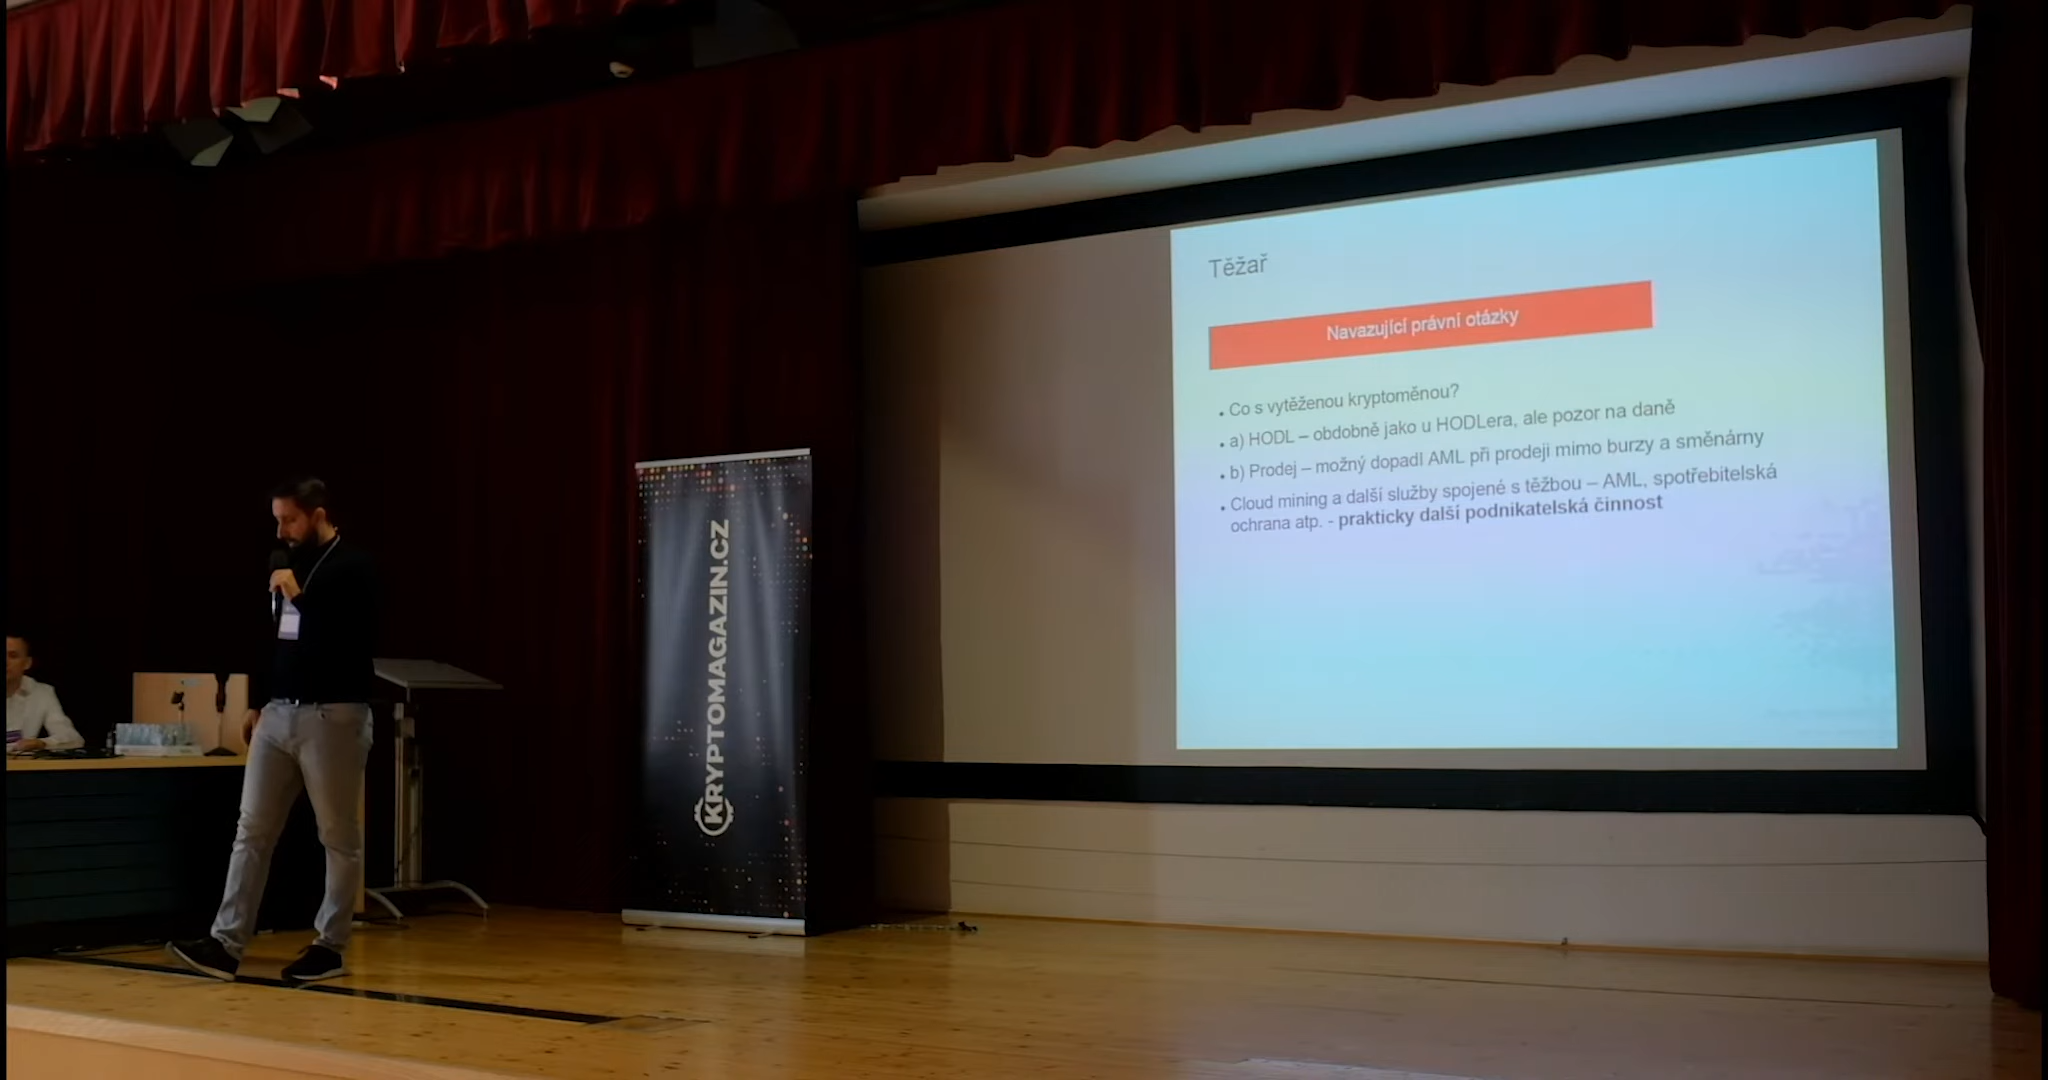 KRYPTOMAGAZIN.CZ
Těžař
Navazující právní otázky
• Co s vytěženou kryptoměnou?
• a) HODL – obdobně jako u HODLera, ale pozor na daně
• b) Prodej – možný dopadl AML při prodeji mimo burzy a směnárny
• Cloud mining a další služby spojené s těžbou – AML, spotřebitelská
ochrana atp. - prakticky další podnikatelská činnost